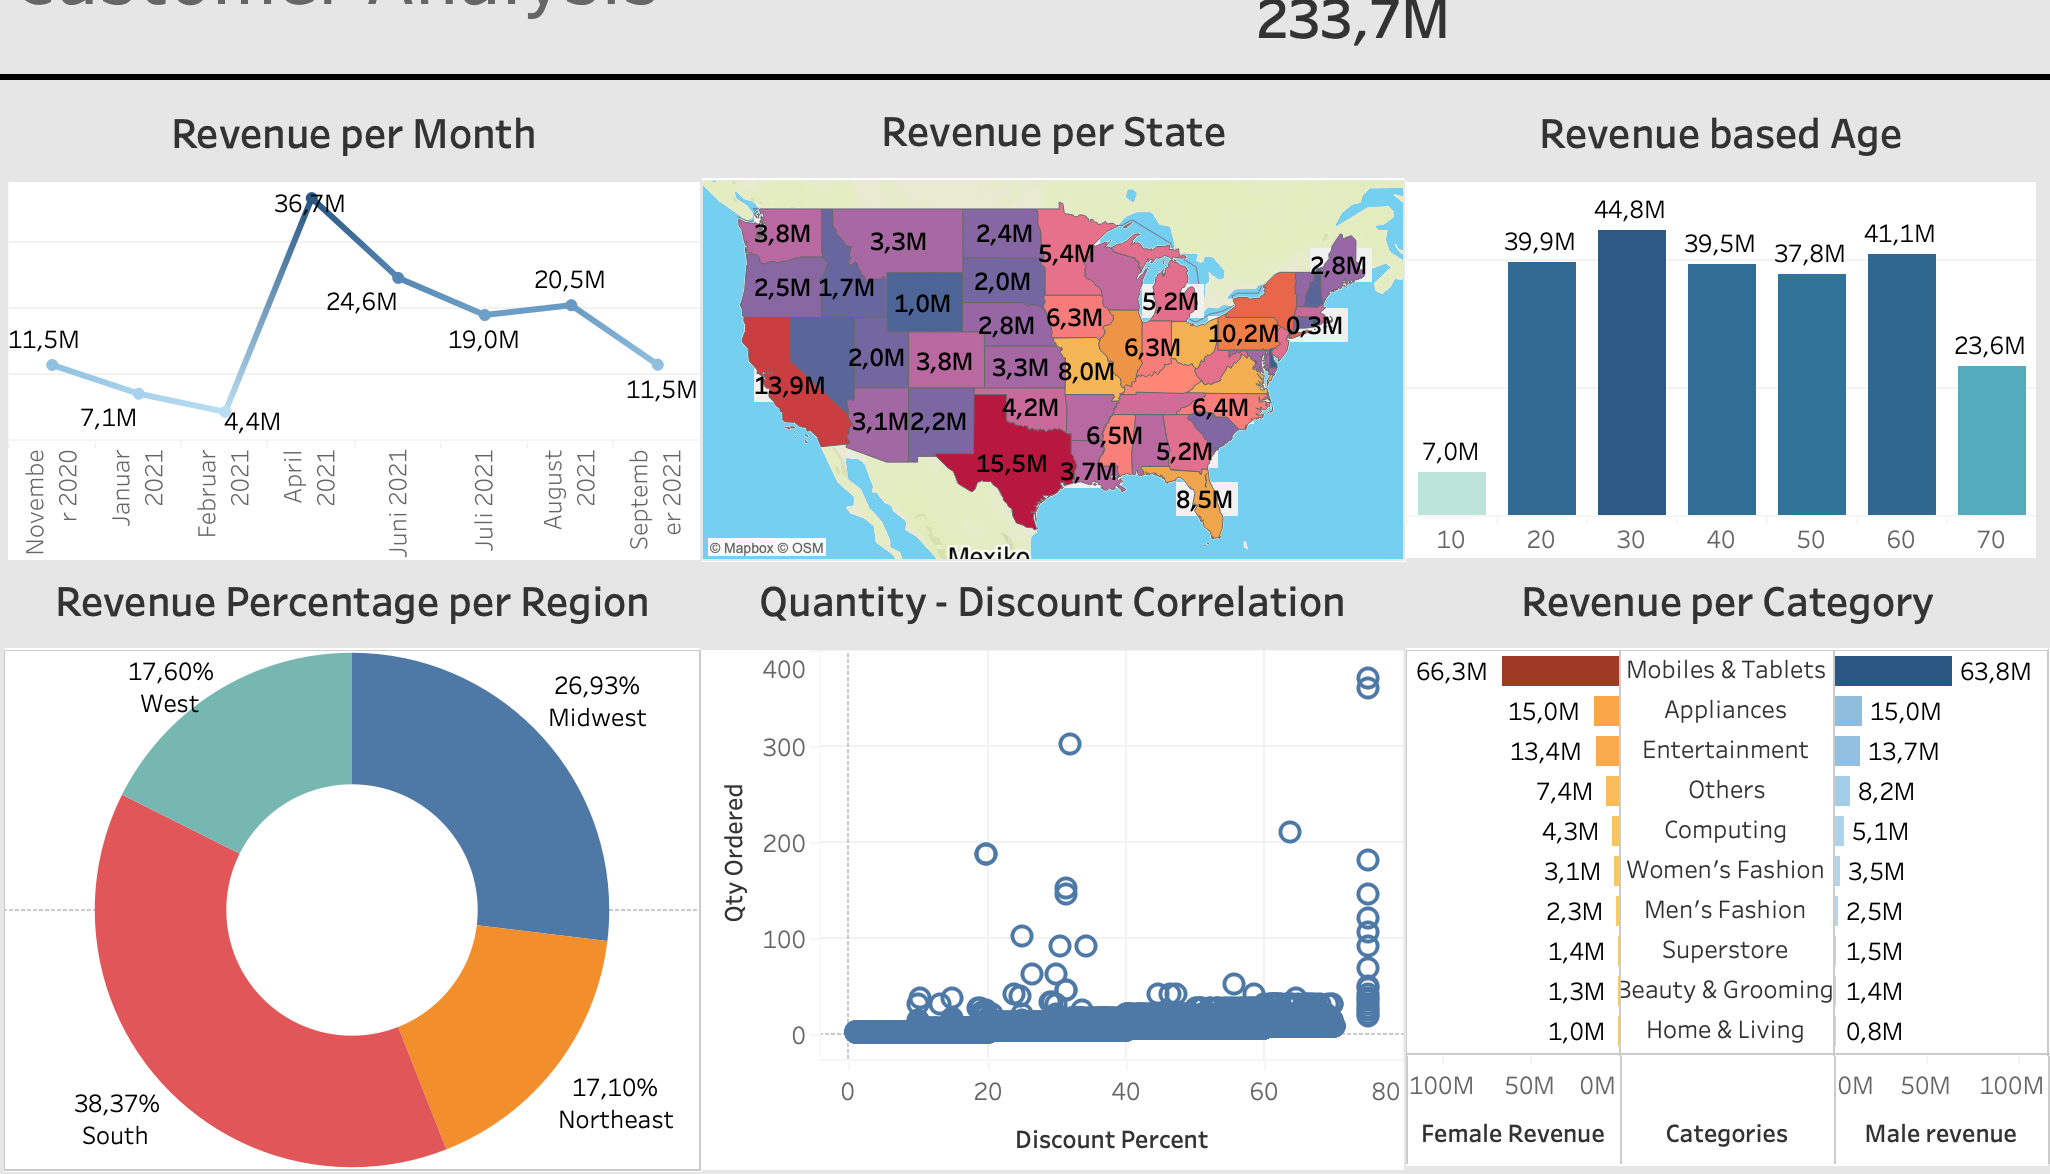 Customer Analysis
233,7M
Revenue per Month
36,7M
20,5M
24,6M
11,5M
19,0M
11,5M
7,1M
4,4M
Novembe
r 2020
Januar
2021
Februar
2021
April
2021
Juni 2021
Juli 2021
August
2021
Septemb
er 2021
Revenue per State
3,8M
3,3M
2,4M
5,4M
2,8M
2,5M
1,7M
1,0M
2,0M
5,2M
6,3M
2,8M
10,2M
0,3M
2,0M
3,8M
3,3M
8,0M
6,3M
13,9M
3,1M
2,2M
4,2M
6,4M
6,5M
5,2M
15,5M
3,7M
8,5M
© Mapbox © OSM
Mexiko
Revenue based Age
44,8M
39,9M
39,5M
37,8M
41,1M
23,6M
7,0M
10
20
30
40
50
60
70
Revenue Percentage per Region
17,60%
West
26,93%
Midwest
38,37%
South
17,10%
Northeast
Quantity - Discount Correlation
Qty Ordered
400
300
200
100
0
0
20
40
60
80
Discount Percent
Revenue per Category
66,3M Mobiles & Tablets 63,8M
15,0M Appliances 15,0M
13,4M Entertainment 13,7M
7,4M Others 8,2M
4,3M Computing 5,1M
3,1M Women's Fashion 3,5M
2,3M Men's Fashion 2,5M
1,4M Superstore 1,5M
1,3M Beauty & Grooming 1,4M
1,0M Home & Living 0,8M
100M 50M 0M 0M 50M 100M
Female Revenue Categories Male revenue